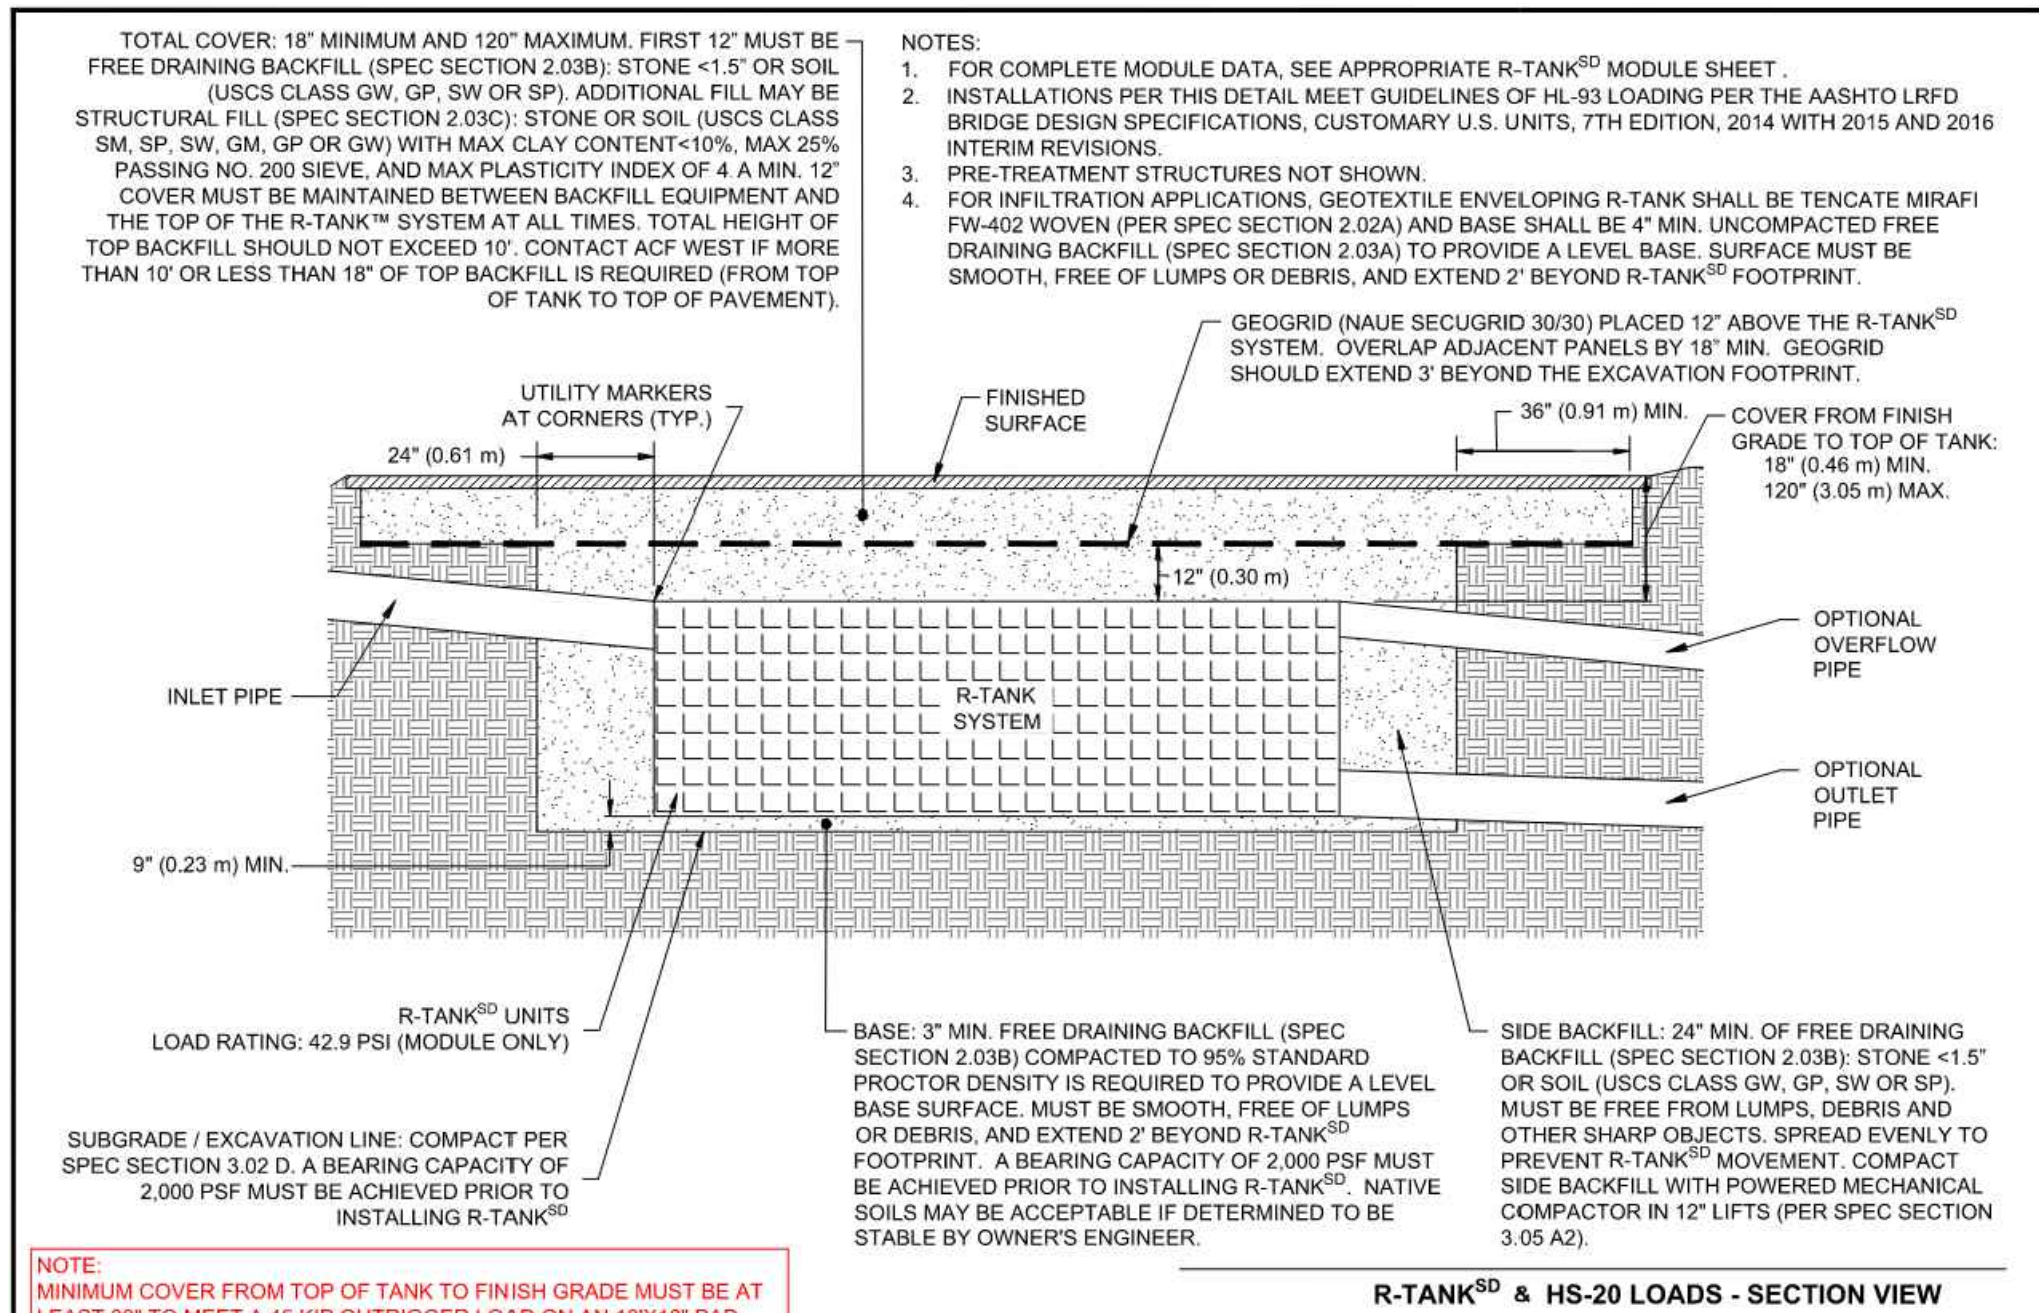 TOTAL COVER: 18" MINIMUM AND 120" MAXIMUM. FIRST 12" MUST BE
FREE DRAINING BACKFILL (SPEC SECTION 2.03B): STONE <1.5" OR SOIL
(USCS CLASS GW, GP, SW OR SP). ADDITIONAL FILL MAY BE
STRUCTURAL FILL (SPEC SECTION 2.03C): STONE OR SOIL (USCS CLASS
SM, SP, SW, GM, GP OR GW) WITH MAX CLAY CONTENT<10%, MAX 25%
PASSING NO. 200 SIEVE, AND MAX PLASTICITY INDEX OF 4. A MIN. 12"
COVER MUST BE MAINTAINED BETWEEN BACKFILL EQUIPMENT AND
THE TOP OF THE R-TANK™ SYSTEM AT ALL TIMES. TOTAL HEIGHT OF
TOP BACKFILL SHOULD NOT EXCEED 10'. CONTACT ACF WEST IF MORE
THAN 10' OR LESS THAN 18" OF TOP BACKFILL IS REQUIRED (FROM TOP
OF TANK TO TOP OF PAVEMENT).
NOTES:
1. FOR COMPLETE MODULE DATA, SEE APPROPRIATE R-TANK^SD MODULE SHEET .
2. INSTALLATIONS PER THIS DETAIL MEET GUIDELINES OF HL-93 LOADING PER THE AASHTO LRFD
BRIDGE DESIGN SPECIFICATIONS, CUSTOMARY U.S. UNITS, 7TH EDITION, 2014 WITH 2015 AND 2016
INTERIM REVISIONS.
3. PRE-TREATMENT STRUCTURES NOT SHOWN.
4. FOR INFILTRATION APPLICATIONS, GEOTEXTILE ENVELOPING R-TANK SHALL BE TENCATE MIRAFI
FW-402 WOVEN (PER SPEC SECTION 2.02A) AND BASE SHALL BE 4" MIN. UNCOMPACTED FREE
DRAINING BACKFILL (SPEC SECTION 2.03A) TO PROVIDE A LEVEL BASE. SURFACE MUST BE
SMOOTH, FREE OF LUMPS OR DEBRIS, AND EXTEND 2' BEYOND R-TANK^SD FOOTPRINT.
GEOGRID (NAUE SECUGRID 30/30) PLACED 12" ABOVE THE R-TANK^SD
SYSTEM. OVERLAP ADJACENT PANELS BY 18" MIN. GEOGRID
SHOULD EXTEND 3' BEYOND THE EXCAVATION FOOTPRINT.
UTILITY MARKERS
AT CORNERS (TYP.)
FINISHED
SURFACE
36" (0.91 m) MIN.
COVER FROM FINISH
GRADE TO TOP OF TANK:
18" (0.46 m) MIN.
120" (3.05 m) MAX.
24" (0.61 m)
12" (0.30 m)
INLET PIPE
R-TANK
SYSTEM
OPTIONAL
OVERFLOW
PIPE
OPTIONAL
OUTLET
PIPE
9" (0.23 m) MIN.
R-TANK^SD UNITS
LOAD RATING: 42.9 PSI (MODULE ONLY)
SUBGRADE / EXCAVATION LINE: COMPACT PER
SPEC SECTION 3.02 D. A BEARING CAPACITY OF
2,000 PSF MUST BE ACHIEVED PRIOR TO
INSTALLING R-TANK^SD
BASE: 3" MIN. FREE DRAINING BACKFILL (SPEC
SECTION 2.03B) COMPACTED TO 95% STANDARD
PROCTOR DENSITY IS REQUIRED TO PROVIDE A LEVEL
BASE SURFACE. MUST BE SMOOTH, FREE OF LUMPS
OR DEBRIS, AND EXTEND 2' BEYOND R-TANK^SD
FOOTPRINT. A BEARING CAPACITY OF 2,000 PSF MUST
BE ACHIEVED PRIOR TO INSTALLING R-TANK^SD. NATIVE
SOILS MAY BE ACCEPTABLE IF DETERMINED TO BE
STABLE BY OWNER'S ENGINEER.
SIDE BACKFILL: 24" MIN. OF FREE DRAINING
BACKFILL (SPEC SECTION 2.03B): STONE <1.5"
OR SOIL (USCS CLASS GW, GP, SW OR SP).
MUST BE FREE FROM LUMPS, DEBRIS AND
OTHER SHARP OBJECTS. SPREAD EVENLY TO
PREVENT R-TANK^SD MOVEMENT. COMPACT
SIDE BACKFILL WITH POWERED MECHANICAL
COMPACTOR IN 12" LIFTS (PER SPEC SECTION
3.05 A2).
NOTE:
MINIMUM COVER FROM TOP OF TANK TO FINISH GRADE MUST BE AT
R-TANK^SD & HS-20 LOADS - SECTION VIEW